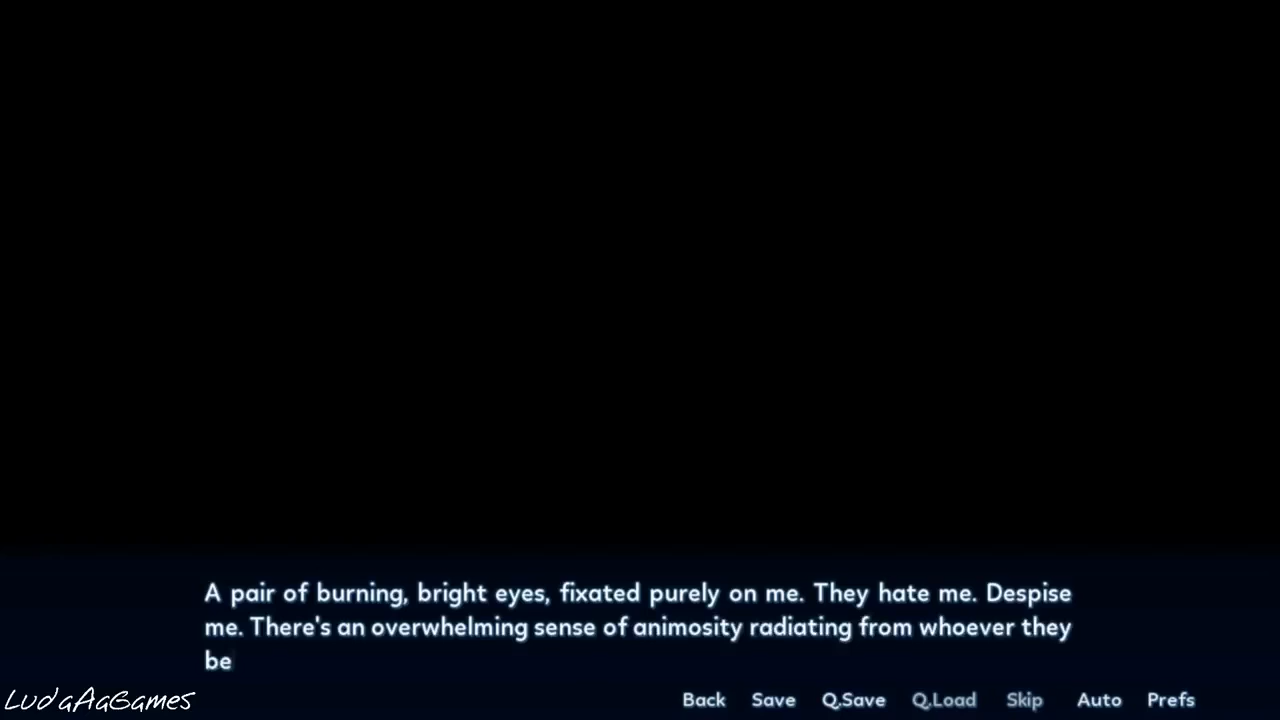 A pair of burning, bright eyes, fixated purely on me. They hate me. Despise
me. There's an overwhelming sense of animosity radiating from whoever they
be
LudaAaGames
Back Save Q.Save Q.Load Skip Auto Prefs